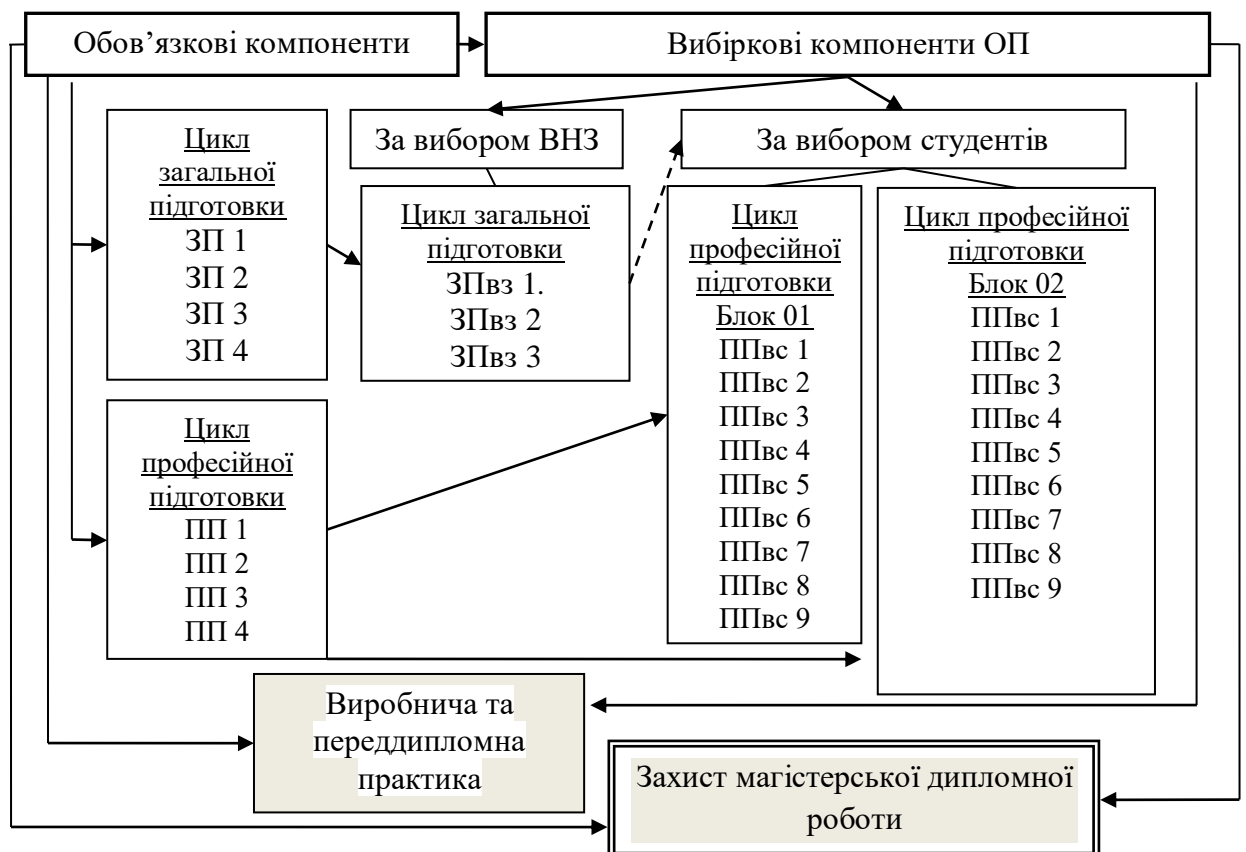 Обов’язкові компоненти
Вибіркові компоненти ОП
За вибором ВНЗ
За вибором студентів
Цикл
загальної
підготовки
ЗП 1
ЗП 2
ЗП 3
ЗП 4
Цикл загальної
підготовки
ЗПвз 1.
ЗПвз 2
ЗПвз 3
Цикл
професійної
підготовки
Блок 01
ППвс 1
ППвс 2
ППвс 3
ППвс 4
ППвс 5
ППвс 6
ППвс 7
ППвс 8
ППвс 9
Цикл професійної
підготовки
Блок 02
ППвс 1
ППвс 2
ППвс 3
ППвс 4
ППвс 5
ППвс 6
ППвс 7
ППвс 8
ППвс 9
Цикл
професійної
підготовки
ПП 1
ПП 2
ПП 3
ПП 4
Виробнича та
переддипломна
практика
Захист магістерської дипломної
роботи